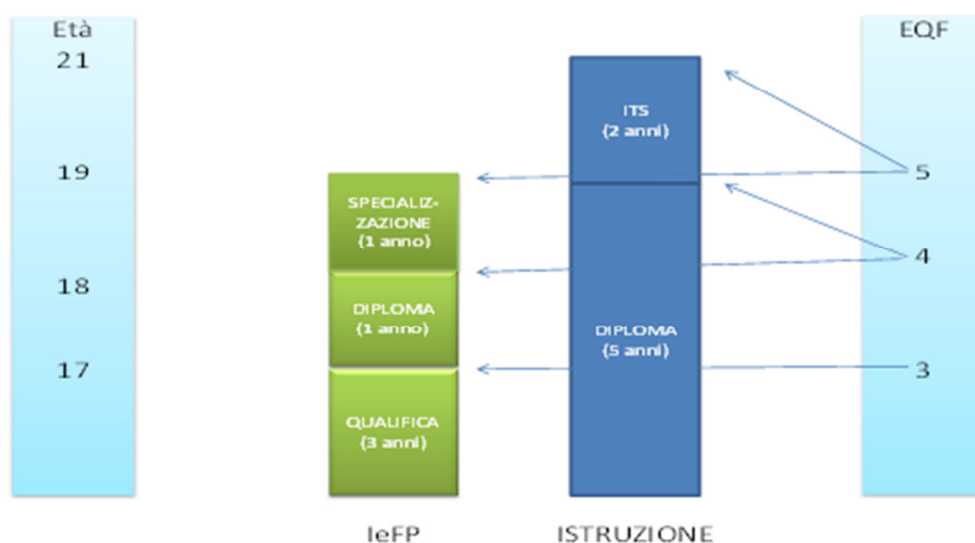 Età
21
19
18
17
SPECIALIZ-
ZAZIONE
(1 anno)
DIPLOMA
(1 anno)
QUALIFICA
(3 anni)
IeFP
ITS
(2 anni)
DIPLOMA
(5 anni)
ISTRUZIONE
EQF
5
4
3